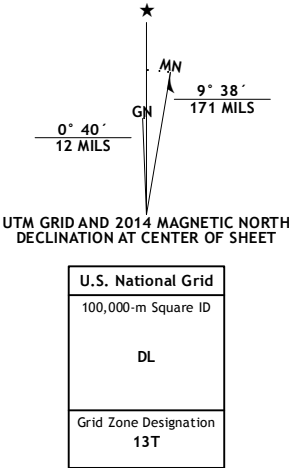 ★
MN
GN
9° 38´
171 MILS
0° 40´
12 MILS
UTM GRID AND 2014 MAGNETIC NORTH
DECLINATION AT CENTER OF SHEET
U.S. National Grid
100,000-m Square ID
DL
Grid Zone Designation
13T